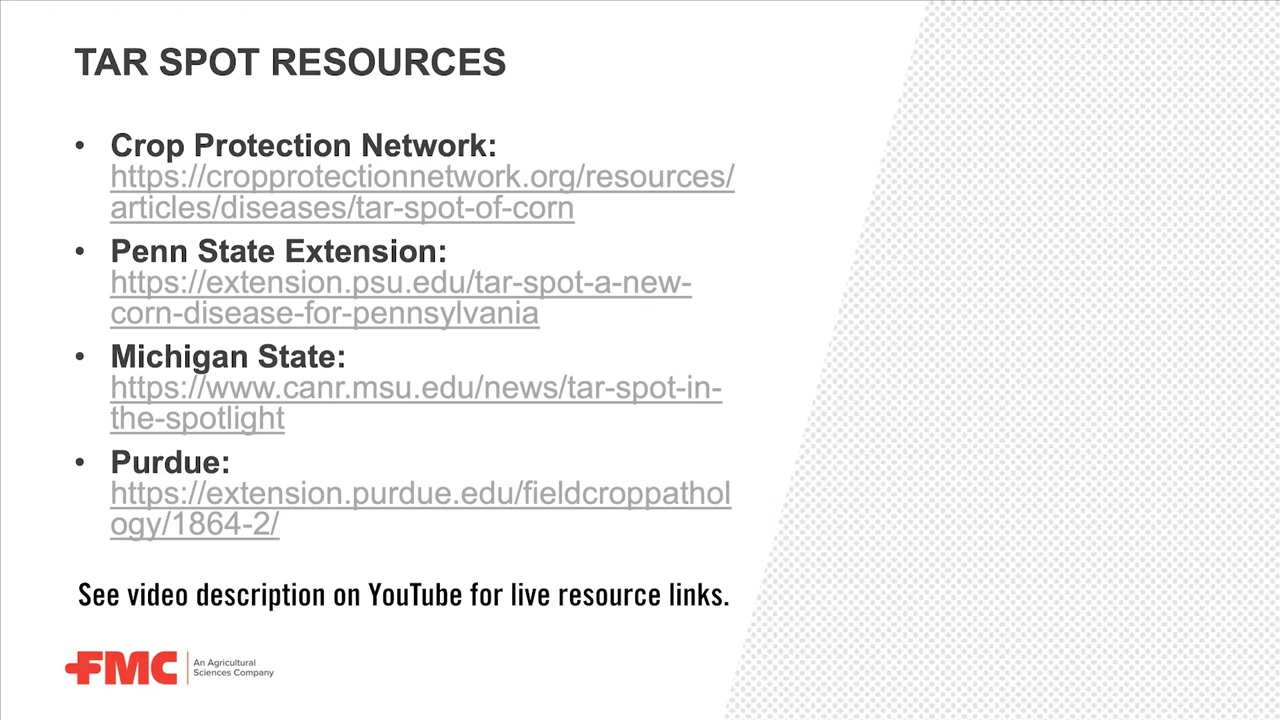 TAR SPOT RESOURCES
• Crop Protection Network:
https://cropprotectionnetwork.org/resources/
articles/diseases/tar-spot-of-corn
• Penn State Extension:
https://extension.psu.edu/tar-spot-a-new-
corn-disease-for-pennsylvania
• Michigan State:
https://www.canr.msu.edu/news/tar-spot-in-
the-spotlight
• Purdue:
https://extension.purdue.edu/fieldcroppathol
ogy/1864-2/
See video description on YouTube for live resource links.
FMC
An Agricultural
Sciences Company